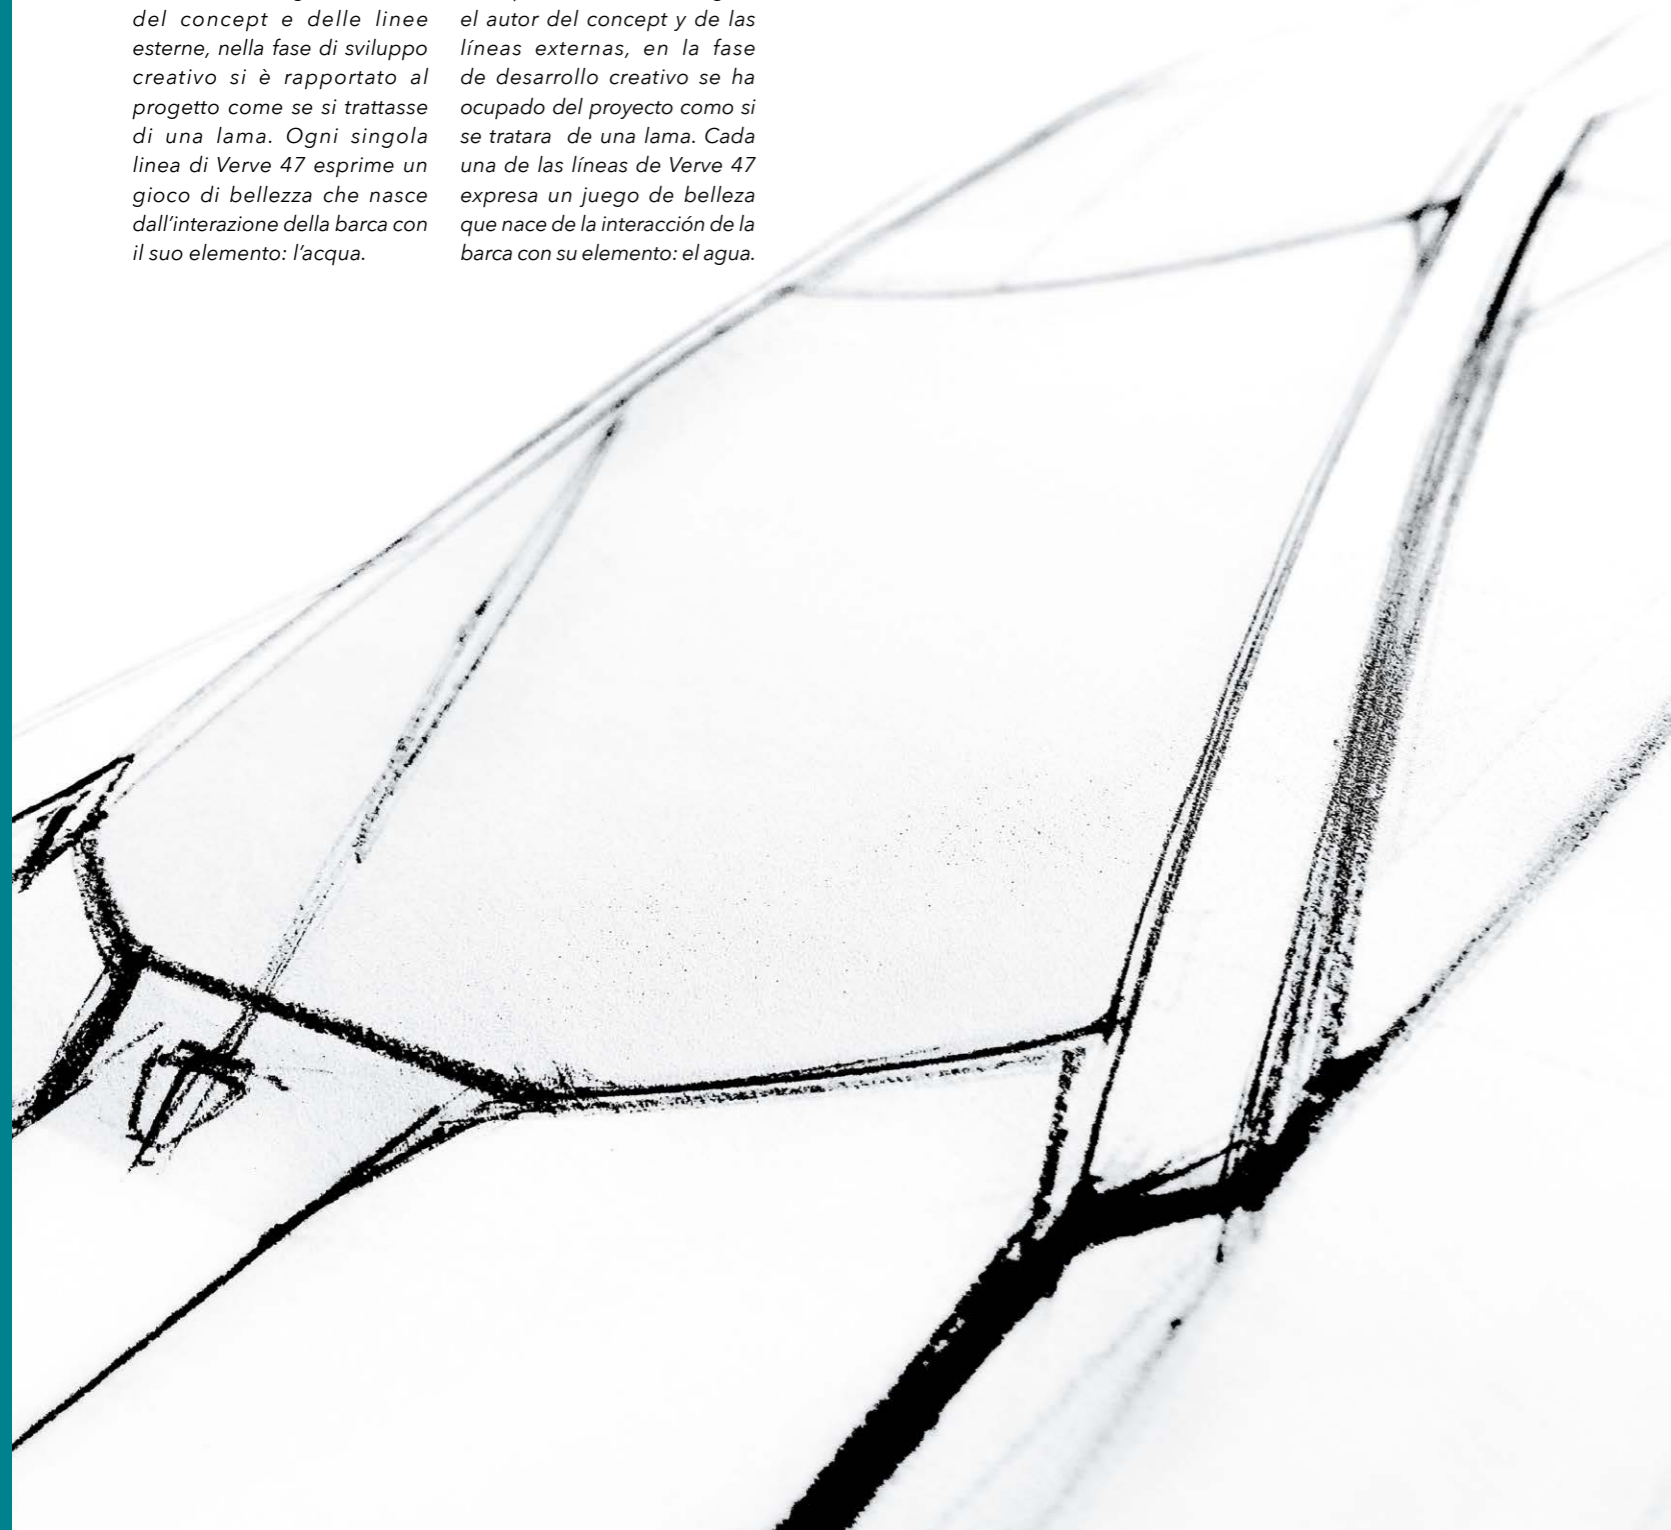 del concept e delle linee
esterne, nella fase di sviluppo
creativo si è rapportato al
progetto come se si trattasse
di una lama. Ogni singola
linea di Verve 47 esprime un
gioco di bellezza che nasce
dall'interazione della barca con
il suo elemento: l'acqua.
el autor del concept y de las
líneas externas, en la fase
de desarrollo creativo se ha
ocupado del proyecto como si
se tratara de una lama. Cada
una de las líneas de Verve 47
expresa un juego de belleza
que nace de la interacción de la
barca con su elemento: el agua.